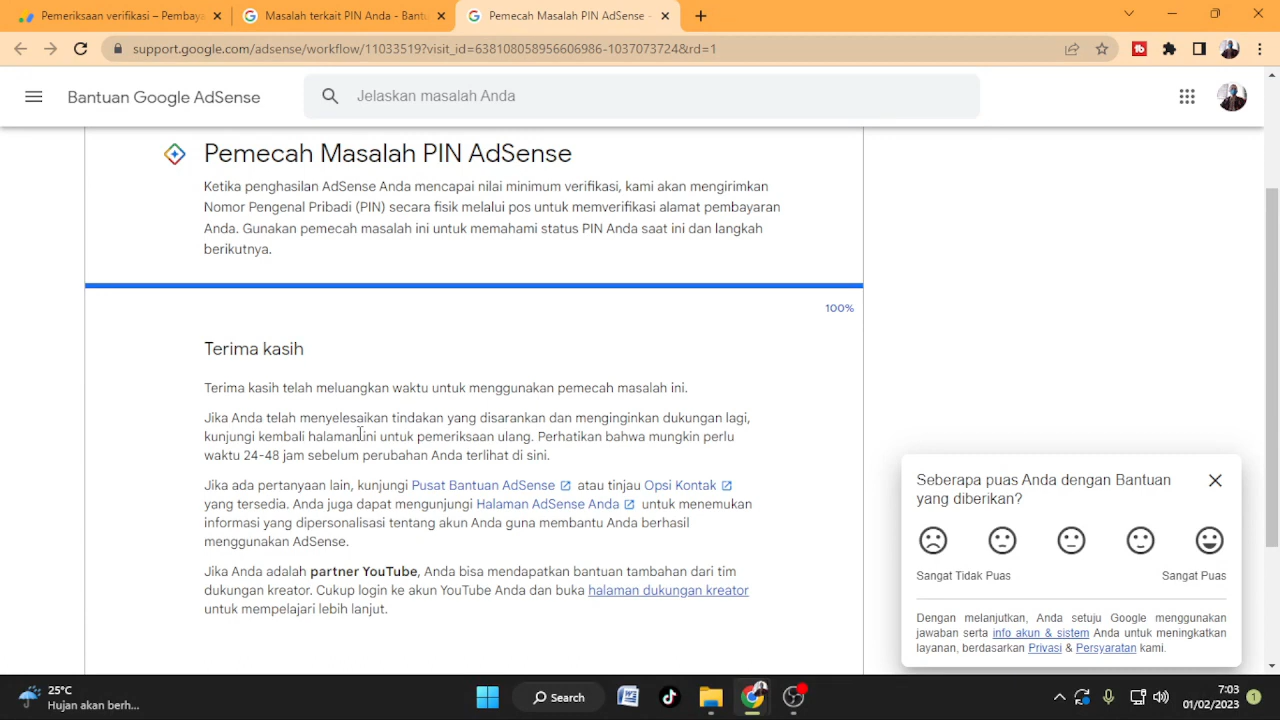 Pemeriksaan verifikasi – Pembaya
Masalah terkait PIN Anda - Bantu
Pemecah Masalah PIN AdSense -
support.google.com/adsense/workflow/11033519?visit_id=638108058956606986-1037073724&rd=1
Bantuan Google AdSense
Jelaskan masalah Anda
Pemecah Masalah PIN AdSense
Ketika penghasilan AdSense Anda mencapai nilai minimum verifikasi, kami akan mengirimkan
Nomor Pengenal Pribadi (PIN) secara fisik melalui pos untuk memverifikasi alamat pembayaran
Anda. Gunakan pemecah masalah ini untuk memahami status PIN Anda saat ini dan langkah
berikutnya.
100%
Terima kasih
Terima kasih telah meluangkan waktu untuk menggunakan pemecah masalah ini.
Jika Anda telah menyelesaikan tindakan yang disarankan dan menginginkan dukungan lagi,
kunjungi kembali halaman ini untuk pemeriksaan ulang. Perhatikan bahwa mungkin perlu
waktu 24-48 jam sebelum perubahan Anda terlihat di sini.
Jika ada pertanyaan lain, kunjungi Pusat Bantuan AdSense atau tinjau Opsi Kontak
yang tersedia. Anda juga dapat mengunjungi Halaman AdSense Anda untuk menemukan
informasi yang dipersonalisasi tentang akun Anda guna membantu Anda berhasil
menggunakan AdSense.
Jika Anda adalah partner YouTube, Anda bisa mendapatkan bantuan tambahan dari tim
dukungan kreator. Cukup login ke akun YouTube Anda dan buka halaman dukungan kreator
untuk mempelajari lebih lanjut.
Seberapa puas Anda dengan Bantuan
yang diberikan?
Sangat Tidak Puas
Sangat Puas
Dengan melanjutkan, Anda setuju Google menggunakan
jawaban serta info akun & sistem Anda untuk meningkatkan
layanan, berdasarkan Privasi & Persyaratan kami.
25°C
Hujan akan berh...
Search
7:03
01/02/2023
1